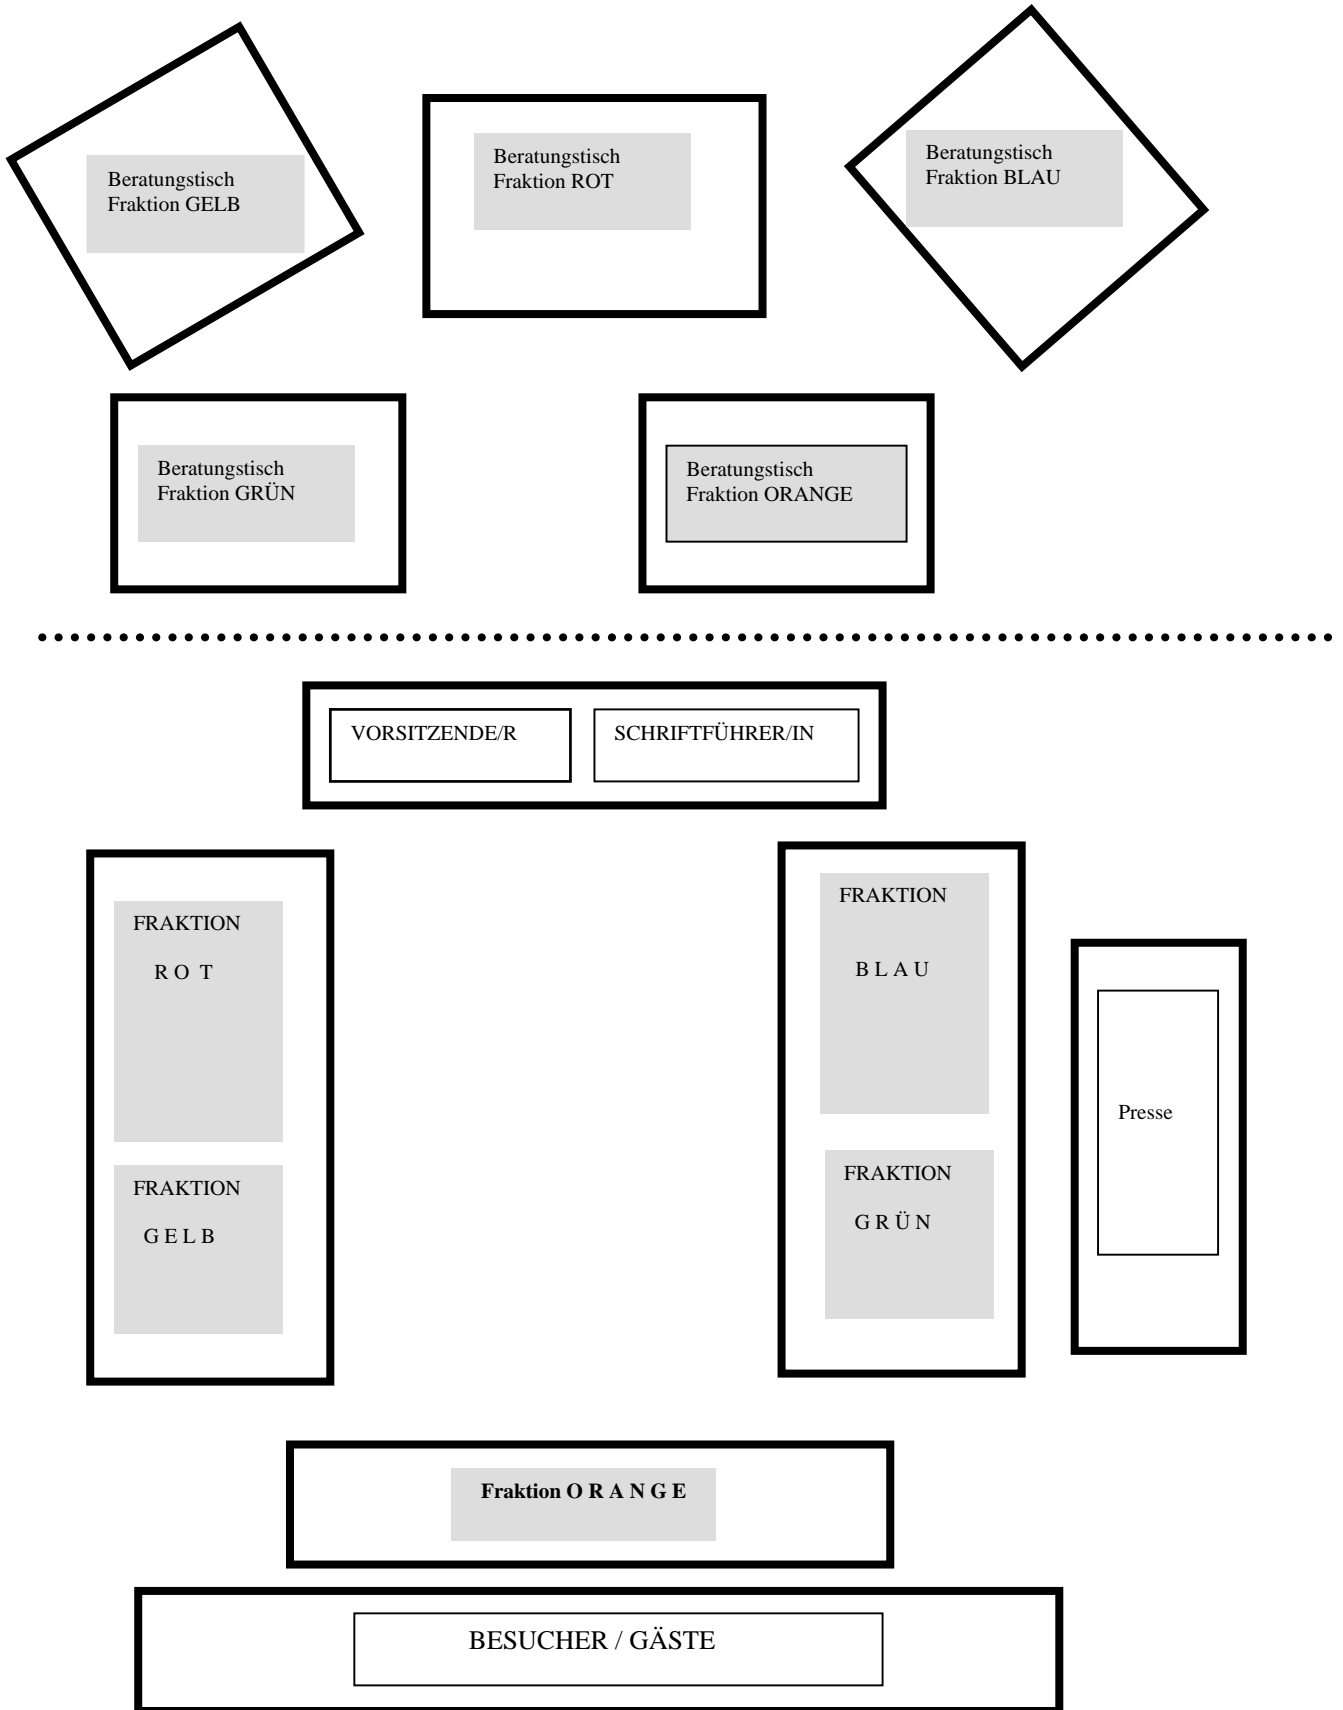 Beratungstisch
Fraktion GELB
Beratungstisch
Fraktion ROT
Beratungstisch
Fraktion BLAU
Beratungstisch
Fraktion GRÜN
Beratungstisch
Fraktion ORANGE
VORSITZENDE/R
SCHRIFTFÜHRER/IN
FRAKTION
R O T
FRAKTION
G E L B
FRAKTION
B L A U
FRAKTION
G R Ü N
Presse
Fraktion O R A N G E
BESUCHER / GÄSTE